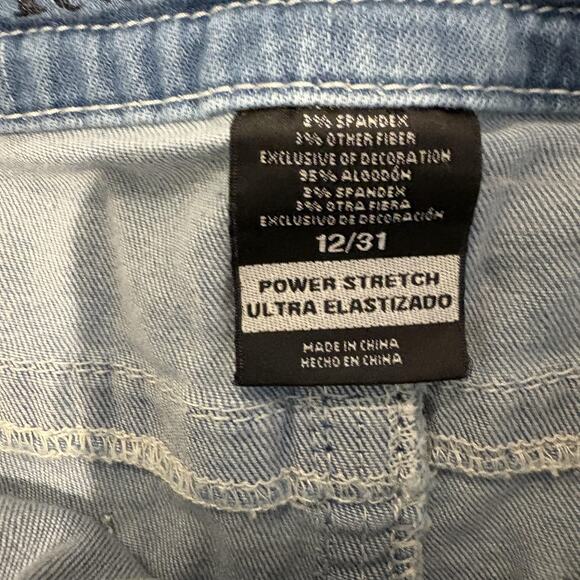 2% SPANDEX
3% OTHER FIBER
EXCLUSIVE OF DECORATION
95% ALGODÓN
2% SPANDEX
3% OTRA FIBRA
EXCLUSIVO DE DECORACIÓN
12/31
POWER STRETCH
ULTRA ELASTIZADO
MADE IN CHINA
HECHO EN CHINA